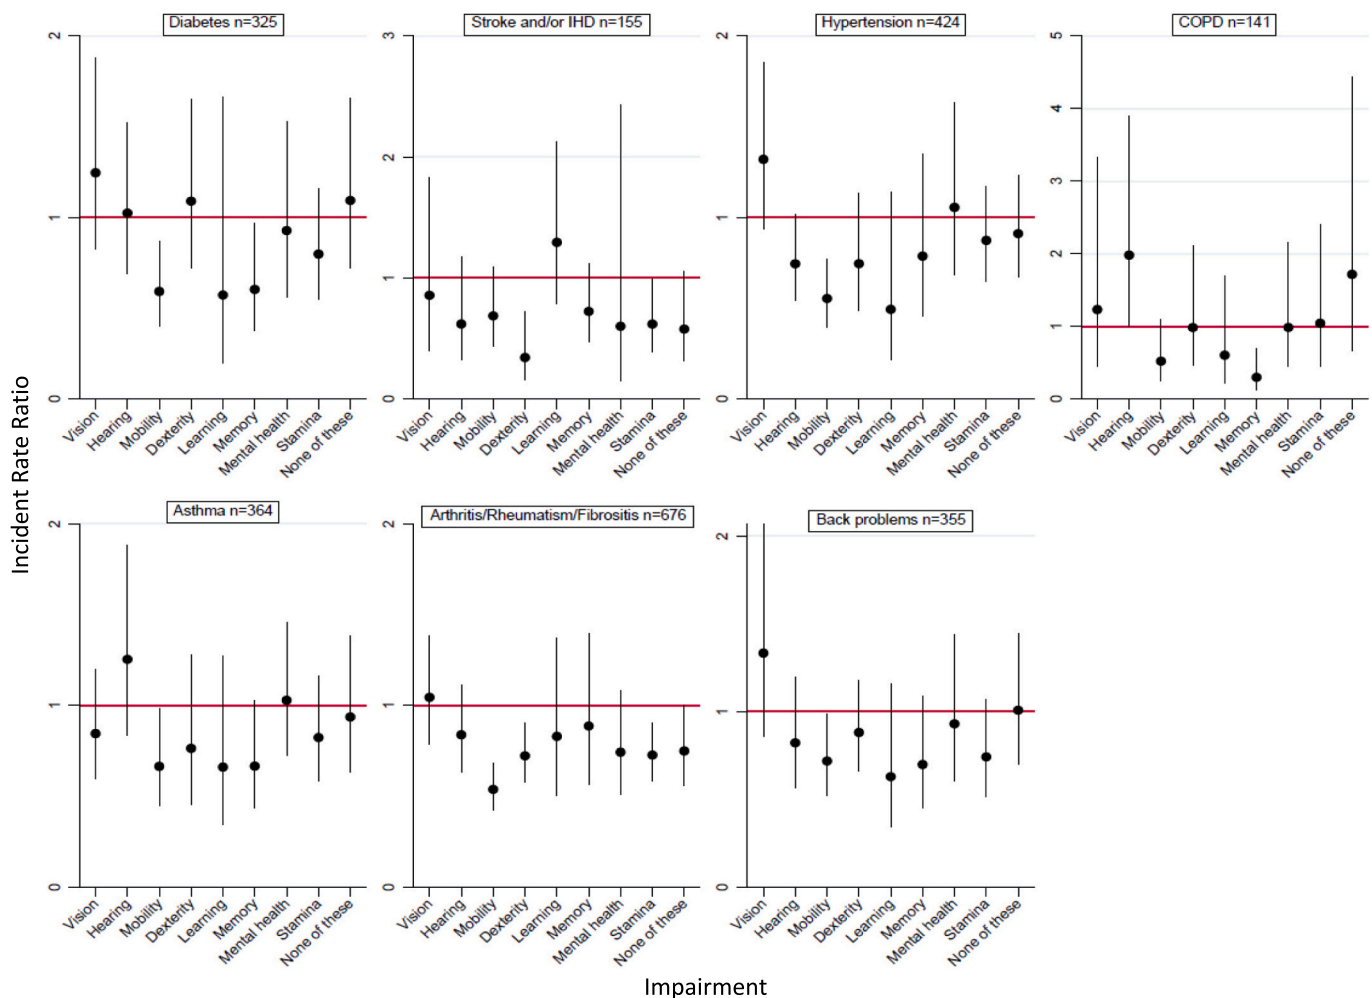 Diabetes n=325
Stroke and/or IHD n=155
Hypertension n=424
COPD n=141
2
1
0
3
2
1
0
2
1
0
5
4
3
2
1
0
Vision
Hearing
Mobility
Dexterity
Learning
Memory
Mental health
Stamina
None of these
Vision
Hearing
Mobility
Dexterity
Learning
Memory
Mental health
Stamina
None of these
Vision
Hearing
Mobility
Dexterity
Learning
Memory
Mental health
Stamina
None of these
Vision
Hearing
Mobility
Dexterity
Learning
Memory
Mental health
Stamina
None of these
Incident Rate Ratio
Asthma n=364
Arthritis/Rheumatism/Fibrositis n=676
Back problems n=355
2
1
0
2
1
0
2
1
0
Vision
Hearing
Mobility
Dexterity
Learning
Memory
Mental health
Stamina
None of these
Vision
Hearing
Mobility
Dexterity
Learning
Memory
Mental health
Stamina
None of these
Vision
Hearing
Mobility
Dexterity
Learning
Memory
Mental health
Stamina
None of these
Impairment